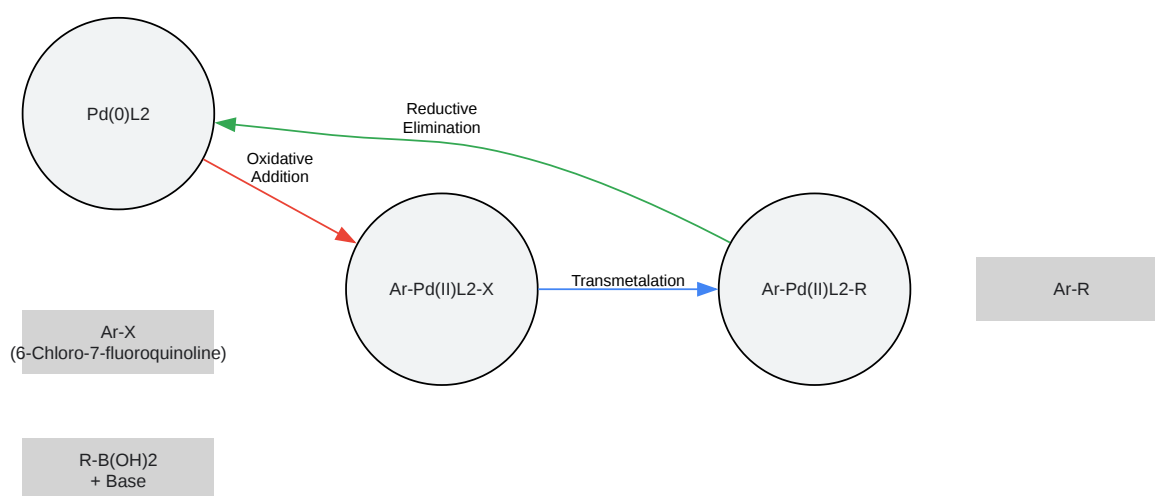 Pd(0)L2
Reductive
Elimination
Oxidative
Addition
Ar-Pd(II)L2-X
Transmetalation
Ar-Pd(II)L2-R
Ar-R
Ar-X
(6-Chloro-7-fluoroquinoline)
R-B(OH)2
+ Base